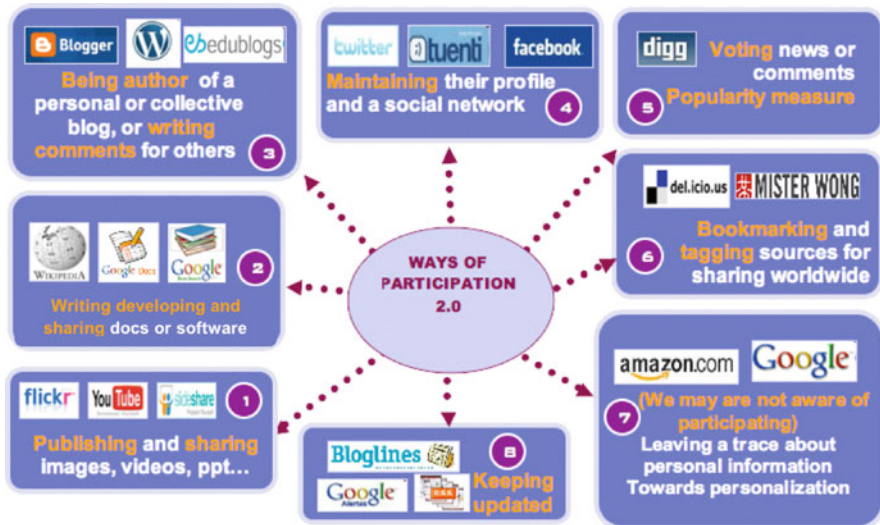 Blogger
edublogs
Being author of a
personal or collective
blog, or writing
comments for others
3
twitter
tuenti
facebook
Maintaining their profile
and a social network
4
digg
Voting news or
comments
Popularity measure
5
WIKIPEDIA
Google Docs
Google
2
Writing developing and
sharing docs or software
WAYS OF
PARTICIPATION
2.0
del.icio.us
MISTER WONG
Bookmarking and
tagging sources for
sharing worldwide
6
flickr
You Tube
slideshare
1
Publishing and sharing
images, videos, ppt...
Bloglines
Google
Alertas
RSS
8
Keeping
updated
amazon.com
Google
7
(We may are not aware of
participating)
Leaving a trace about
personal information
Towards personalization